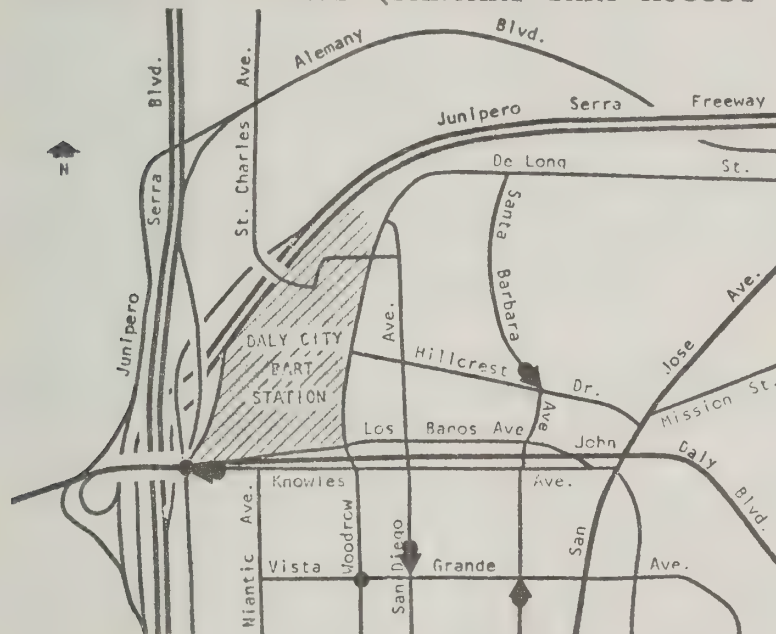 Alemany Blvd.
Junipero Serra Freeway
De Long St.
St. Charles Ave.
Junipero Serra Blvd.
N
Santa Barbara Ave
DALY CITY
BART
STATION
Ave.
Hillcrest Dr.
San Jose Ave.
Mission St.
Los Banos Ave
John Daly Blvd.
Knowles Ave.
Niantic Ave.
Woodrow
San Diego
Vista Grande Ave.